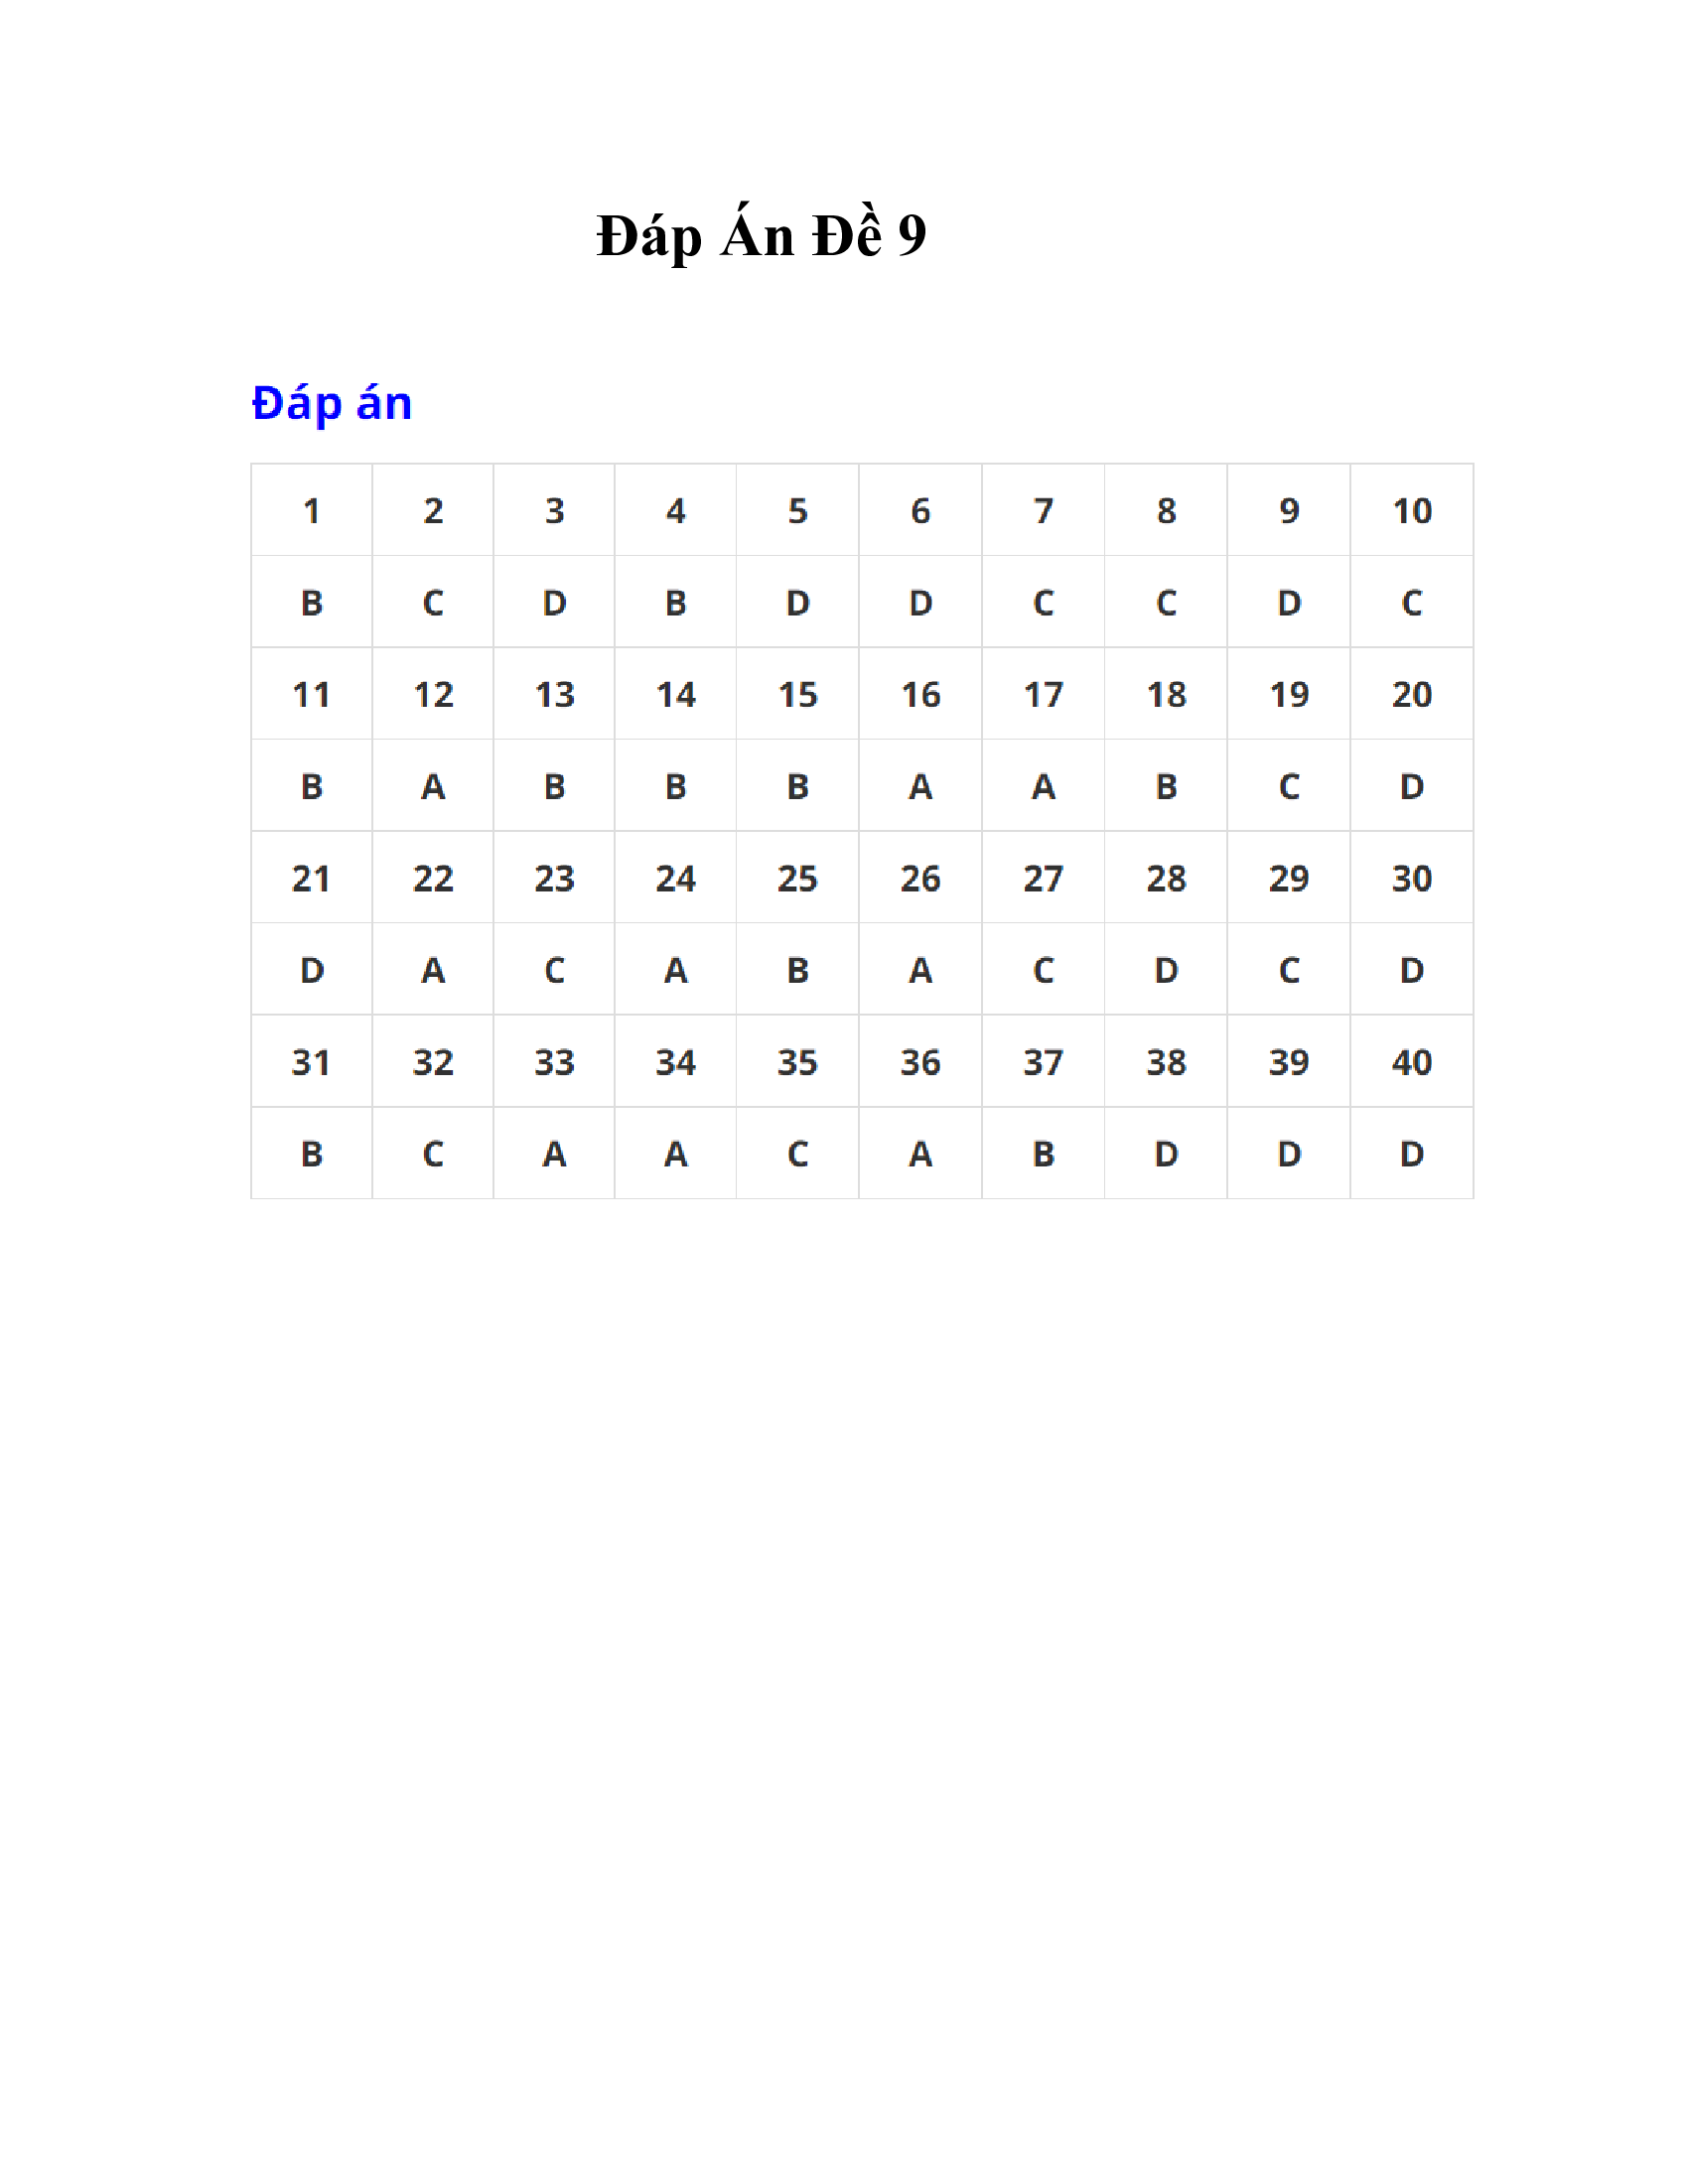 Đáp Án Đề 9
Đáp án
1 2 3 4 5 6 7 8 9 10
B C D B D D C C D C
11 12 13 14 15 16 17 18 19 20
B A B B B A A B C D
21 22 23 24 25 26 27 28 29 30
D A C A B A C D C D
31 32 33 34 35 36 37 38 39 40
B C A A C A B D D D